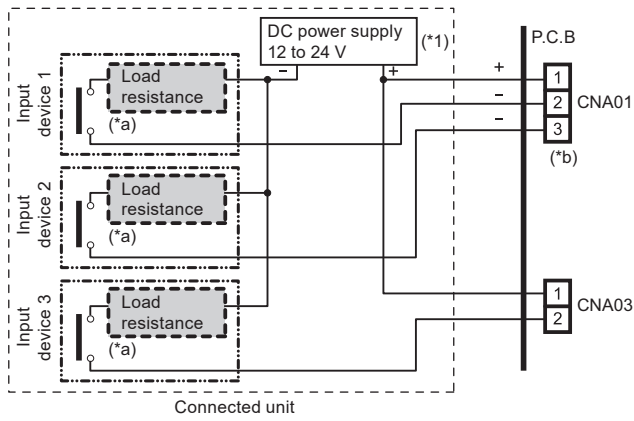 DC power supply
12 to 24 V
(*1)
P.C.B
− + + 1
Input
device 1
Load
resistance
(*a)
− 2 CNA01
− 3
(*b)
Input
device 2
Load
resistance
(*a)
Input
device 3
Load
resistance
(*a)
1 CNA03
2
Connected unit